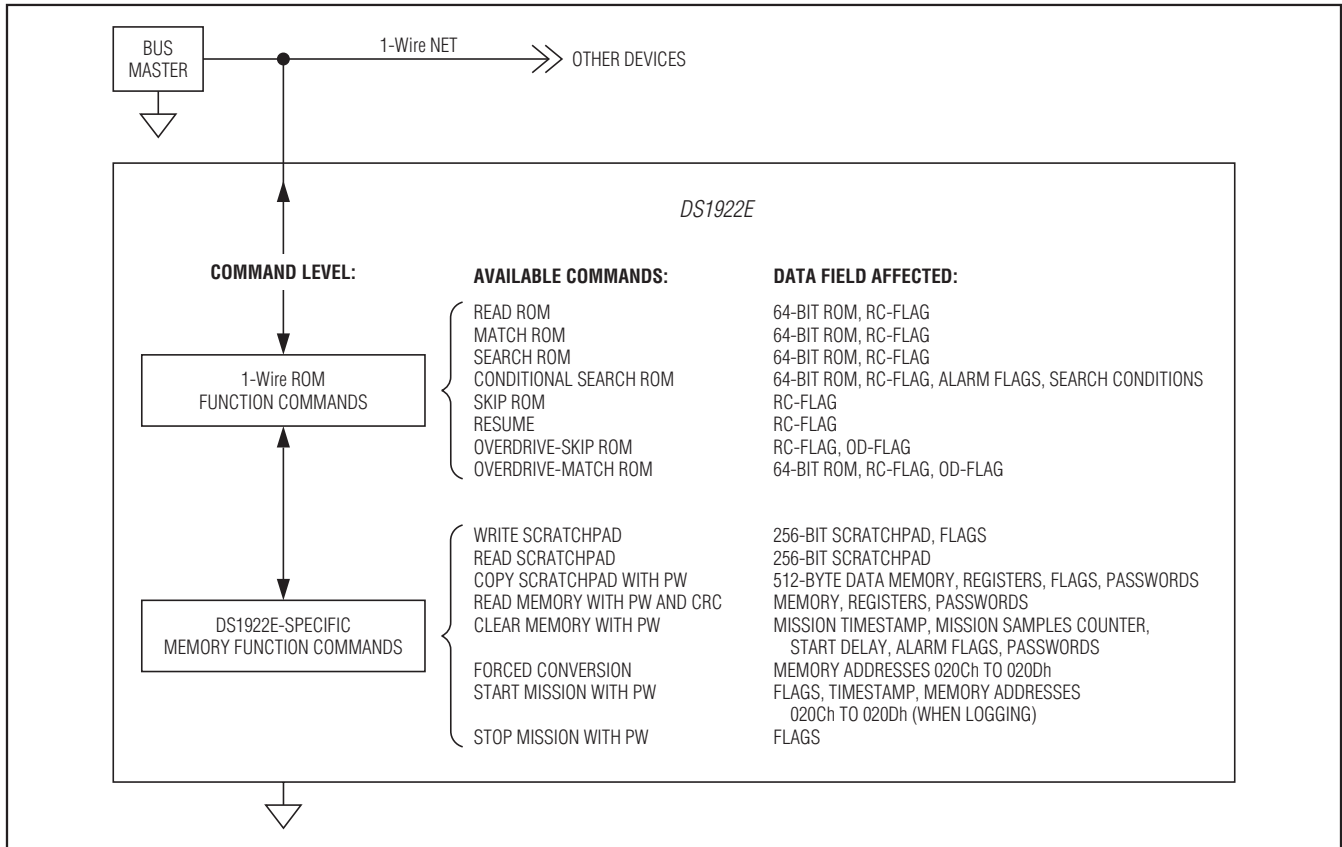 BUS
MASTER
1-Wire NET
OTHER DEVICES
DS1922E
COMMAND LEVEL:
AVAILABLE COMMANDS:
DATA FIELD AFFECTED:
1-Wire ROM
FUNCTION COMMANDS
READ ROM 64-BIT ROM, RC-FLAG
MATCH ROM 64-BIT ROM, RC-FLAG
SEARCH ROM 64-BIT ROM, RC-FLAG
CONDITIONAL SEARCH ROM 64-BIT ROM, RC-FLAG, ALARM FLAGS, SEARCH CONDITIONS
SKIP ROM RC-FLAG
RESUME RC-FLAG
OVERDRIVE-SKIP ROM RC-FLAG, OD-FLAG
OVERDRIVE-MATCH ROM 64-BIT ROM, RC-FLAG, OD-FLAG
DS1922E-SPECIFIC
MEMORY FUNCTION COMMANDS
WRITE SCRATCHPAD 256-BIT SCRATCHPAD, FLAGS
READ SCRATCHPAD 256-BIT SCRATCHPAD
COPY SCRATCHPAD WITH PW 512-BYTE DATA MEMORY, REGISTERS, FLAGS, PASSWORDS
READ MEMORY WITH PW AND CRC MEMORY, REGISTERS, PASSWORDS
CLEAR MEMORY WITH PW MISSION TIMESTAMP, MISSION SAMPLES COUNTER,
START DELAY, ALARM FLAGS, PASSWORDS
FORCED CONVERSION MEMORY ADDRESSES 020Ch TO 020Dh
START MISSION WITH PW FLAGS, TIMESTAMP, MEMORY ADDRESSES
020Ch TO 020Dh (WHEN LOGGING)
STOP MISSION WITH PW FLAGS